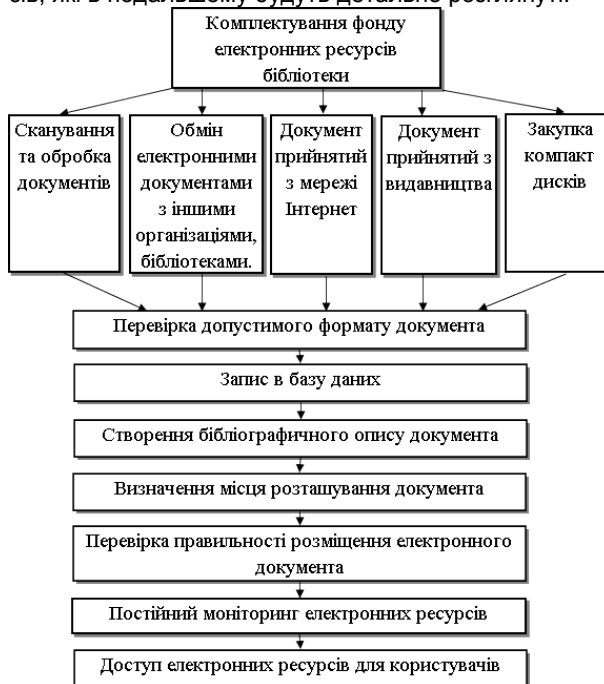 сів, які в подальшому будуть детально розглянуті.
Комплектування фонду
електронних ресурсів
бібліотеки
Сканування
та обробка
документів
Обмін
електронними
документами
з іншими
організаціями,
бібліотеками.
Документ
прийнятий
з мережі
Інтернет
Документ
прийнятий з
видавництва
Закупка
компакт
дисків
Перевірка допустимого формату документа
Запис в базу даних
Створення бібліографичного опису документа
Визначення місця розташування документа
Перевірка правильності розміщення електронного
документа
Постійний моніторинг електронних ресурсів
Доступ електронних ресурсів для користувачів